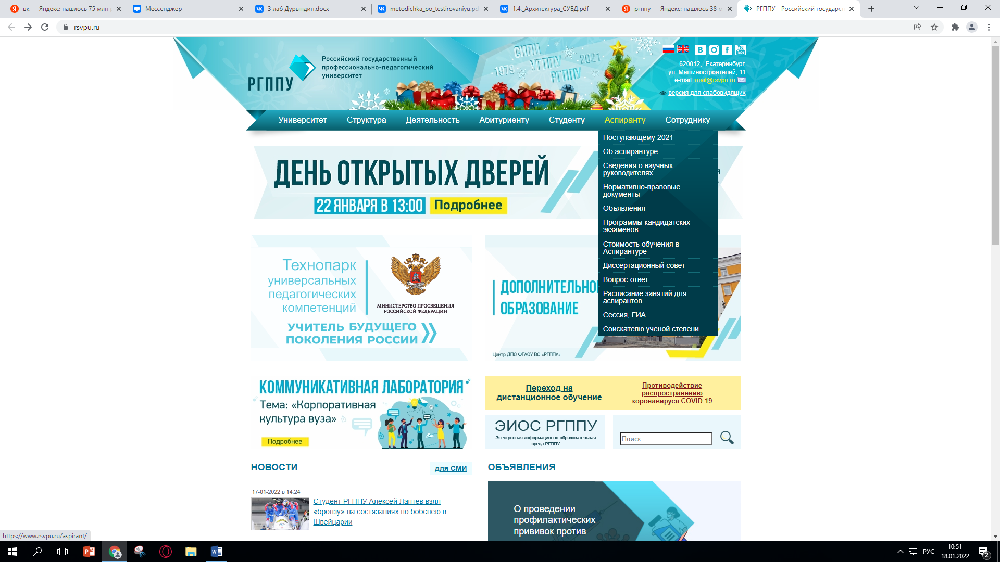 вк — Яндекс: нашлось 75 млн р
Мессенджер
3 лаб Дурындин.docx
metodichka_po_testirovaniyu.pd
1.4._Архитектура_СУБД.pdf
ргппу — Яндекс: нашлось 38 м
РГППУ - Российский государст
rsvpu.ru
РГППУ
Российский государственный
профессионально-педагогический
университет
СИПИ
1979
УГППУ
2021
РГППУ
620012, Екатеринбург,
ул. Машиностроителей, 11
e-mail: mail@rsvpu.ru
версия для слабовидящих
Университет
Структура
Деятельность
Абитуриенту
Студенту
Аспиранту
Сотруднику
Поступающему 2021
Об аспирантуре
Сведения о научных
руководителях
Нормативно-правовые
документы
Объявления
Программы кандидатских
экзаменов
Стоимость обучения в
Аспирантуре
Диссертационный совет
Вопрос-ответ
Расписание занятий для
аспирантов
Сессия, ГИА
Соискателю ученой степени
ДЕНЬ ОТКРЫТЫХ ДВЕРЕЙ
22 ЯНВАРЯ В 13:00 Подробнее
Технопарк
универсальных
педагогических
компетенций
МИНИСТЕРСТВО ПРОСВЕЩЕНИЯ
РОССИЙСКОЙ ФЕДЕРАЦИИ
УЧИТЕЛЬ БУДУЩЕГО
ПОКОЛЕНИЯ РОССИИ
ДОПОЛНИТЕЛЬНО
ОБРАЗОВАНИЕ
Центр ДПО ФГАОУ ВО «РГППУ»
КОММУНИКАТИВНАЯ ЛАБОРАТОРИЯ
Тема: «Корпоративная
культура вуза»
Подробнее
Переход на
дистанционное обучение
Противодействие
распространению
коронавируса COVID-19
ЭИОС РГППУ
Электронная информационно-образовательная
среда РГППУ
Поиск
НОВОСТИ
для СМИ
17-01-2022 в 14:24
Студент РГППУ Алексей Лаптев взял
«бронзу» на состязаниях по бобслею в
Швейцарии
ОБЪЯВЛЕНИЯ
О проведении
профилактических
прививок против
https://www.rsvpu.ru/aspirant/
РУС
10:51
18.01.2022
2